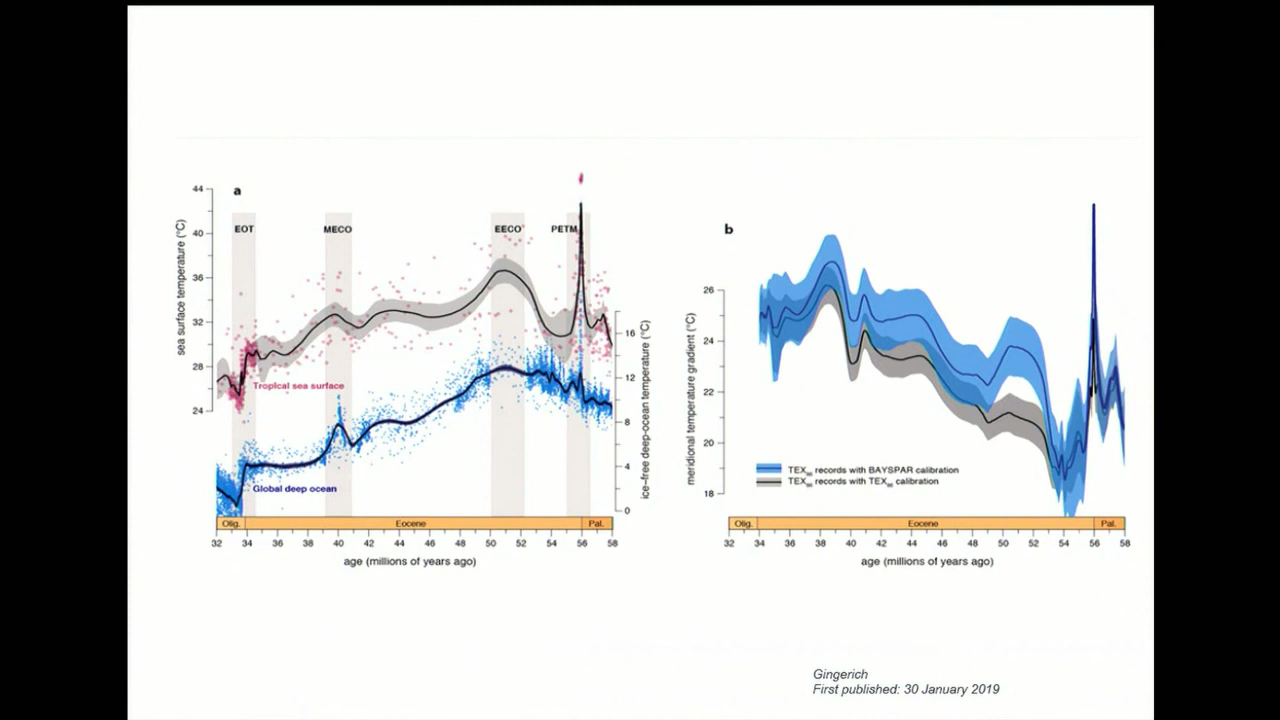 a
44
40
36
32
28
24
sea surface temperature (°C)
EOT
MECO
EECO
PETM
Tropical sea surface
Global deep ocean
16
12
8
4
0
ice-free deep-ocean temperature (°C)
Olig.
Eocene
Pal.
32 34 36 38 40 42 44 46 48 50 52 54 56 58
age (millions of years ago)
b
26
24
22
20
18
meridional temperature gradient (°C)
TEX₈₆ records with BAYSPAR calibration
TEX₈₆ records with TEX₈₆ calibration
Olig.
Eocene
Pal.
32 34 36 38 40 42 44 46 48 50 52 54 56 58
age (millions of years ago)
Gingerich
First published: 30 January 2019